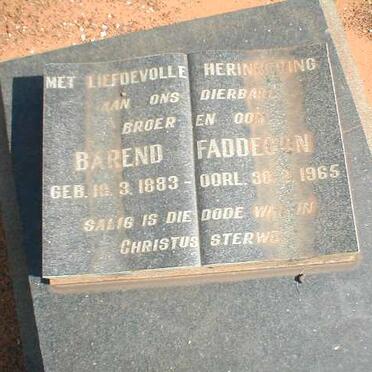 MET LIEFDEVOLLE HERINNERING
AAN ONS DIERBARE
BROER EN OOM
BAREND FADDEGON
GEB. 3. 1883 - OORL. 1965
SALIG IS DIE DODE WAT IN
CHRISTUS STERWE